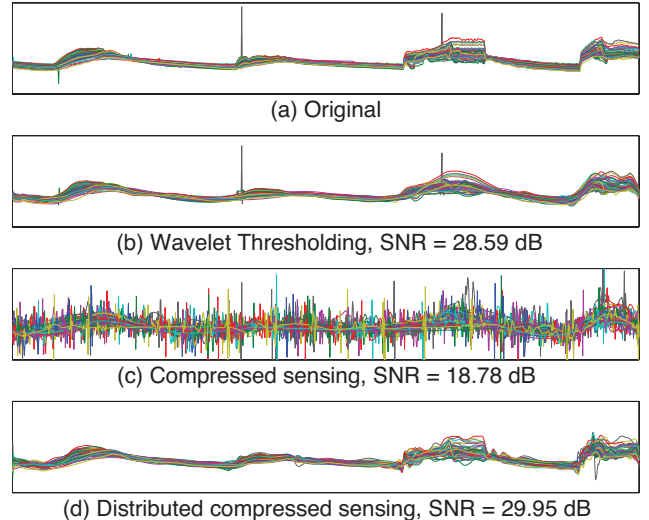 (a) Original
(b) Wavelet Thresholding, SNR = 28.59 dB
(c) Compressed sensing, SNR = 18.78 dB
(d) Distributed compressed sensing, SNR = 29.95 dB